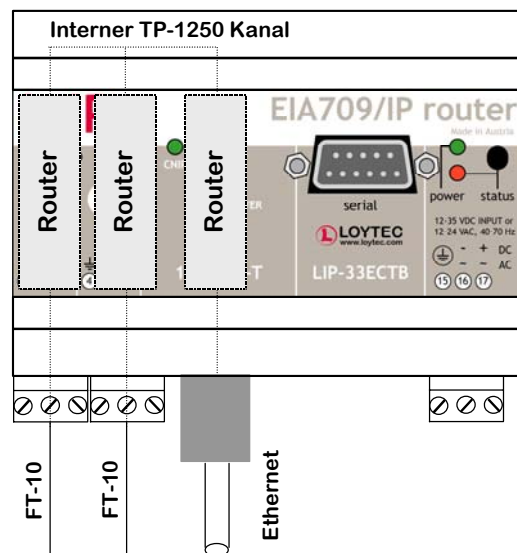 Interner TP-1250 Kanal
EIA709/IP router
Made in Austria
Router
Router
Router
serial
power
status
LOYTEC
www.loytec.com
12-35 VDC INPUT or
12-24 VAC, 40-70 Hz
- + DC
~ ~ AC
LIP-33ECTB
15 16 17
FT-10
FT-10
Ethernet